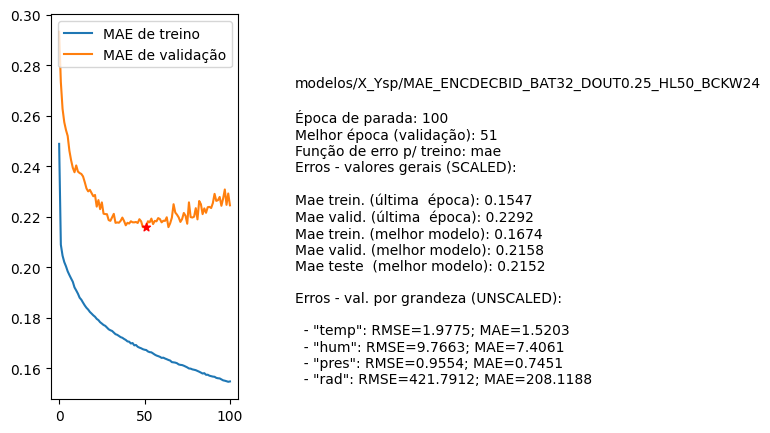 0.30
0.28
0.26
0.24
0.22
0.20
0.18
0.16
0
50
100
MAE de treino
MAE de validação
modelos/X_Ysp/MAE_ENCDECBID_BAT32_DOUT0.25_HL50_BCKW24
Época de parada: 100
Melhor época (validação): 51
Função de erro p/ treino: mae
Erros - valores gerais (SCALED):
Mae trein. (última  época): 0.1547
Mae valid. (última  época): 0.2292
Mae trein. (melhor modelo): 0.1674
Mae valid. (melhor modelo): 0.2158
Mae teste  (melhor modelo): 0.2152
Erros - val. por grandeza (UNSCALED):
- "temp": RMSE=1.9775; MAE=1.5203
- "hum": RMSE=9.7663; MAE=7.4061
- "pres": RMSE=0.9554; MAE=0.7451
- "rad": RMSE=421.7912; MAE=208.1188